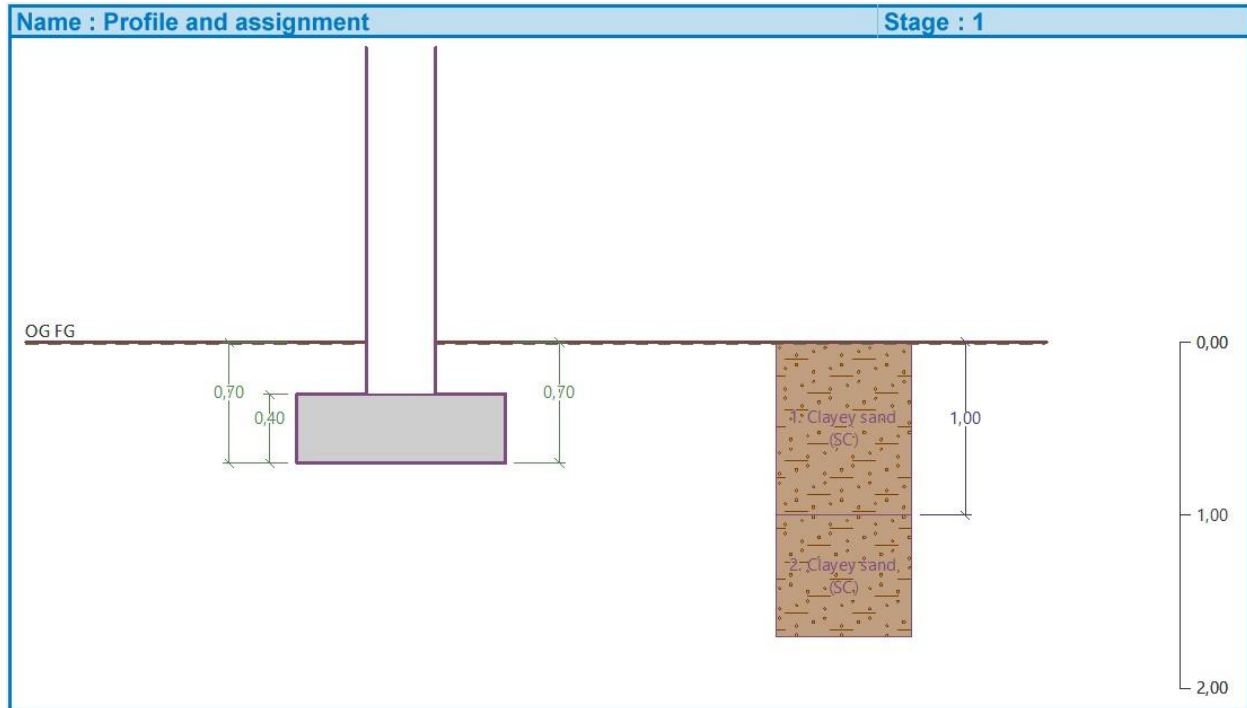 Name : Profile and assignment Stage : 1
OG FG
0,00
0,70
0,40
0,70
1. Clayey sand
(SC)
1,00
1,00
2. Clayey sand
(SC)
2,00